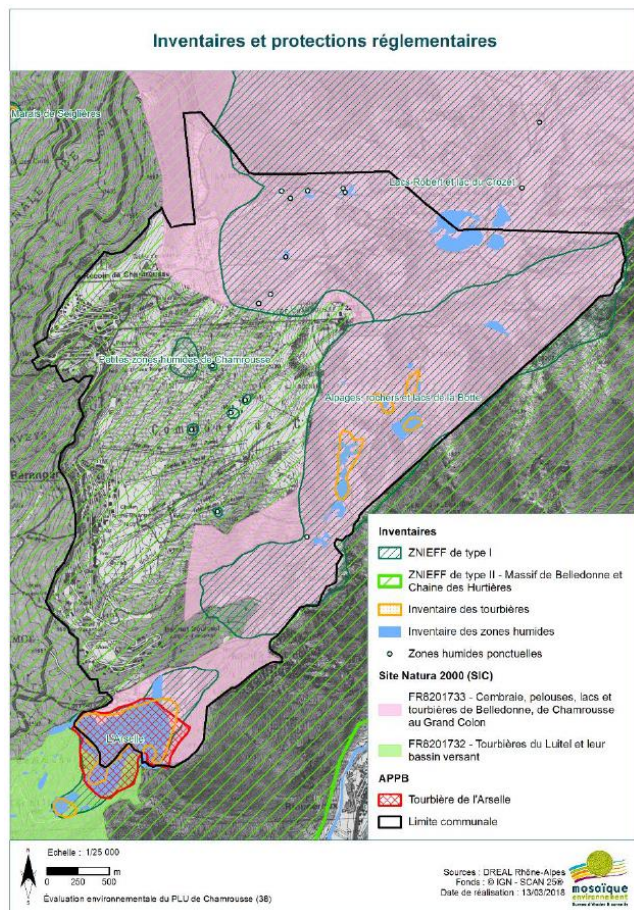 Inventaires et protections réglementaires
Marais de Seiglières
Lacs Robert et lac du Crozet
Petites zones humides de Chamrousse
Alpages, rochers et lacs de la Botte
Commune de C
L'Arselle
Inventaires
ZNIEFF de type I
ZNIEFF de type II - Massif de Belledonne et
Chaine des Hurtières
Inventaire des tourbières
Inventaire des zones humides
Zones humides ponctuelles
Site Natura 2000 (SIC)
FR8201733 - Cembraie, pelouses, lacs et
tourbières de Belledonne, de Chamrousse
au Grand Colon
FR8201732 - Tourbières du Luitel et leur
bassin versant
APPB
Tourbière de l'Arselle
Limite communale
N
Echelle : 1/25 000
0 250 500
m
Évaluation environnementale du PLU de Chamrousse (38)
Sources : DREAL Rhône-Alpes
Fonds : © IGN - SCAN 25®
Date de réalisation : 13/03/2018
mosaïque
environnement